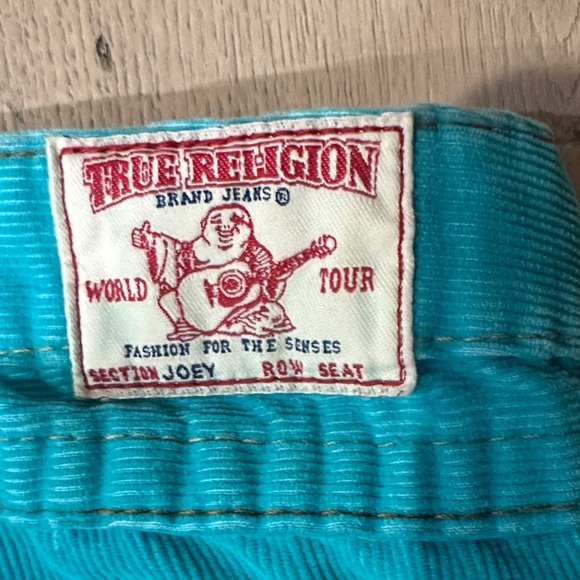 TRUE RELIGION
BRAND JEANS®
WORLD TOUR
FASHION FOR THE SENSES
SECTION JOEY ROW SEAT